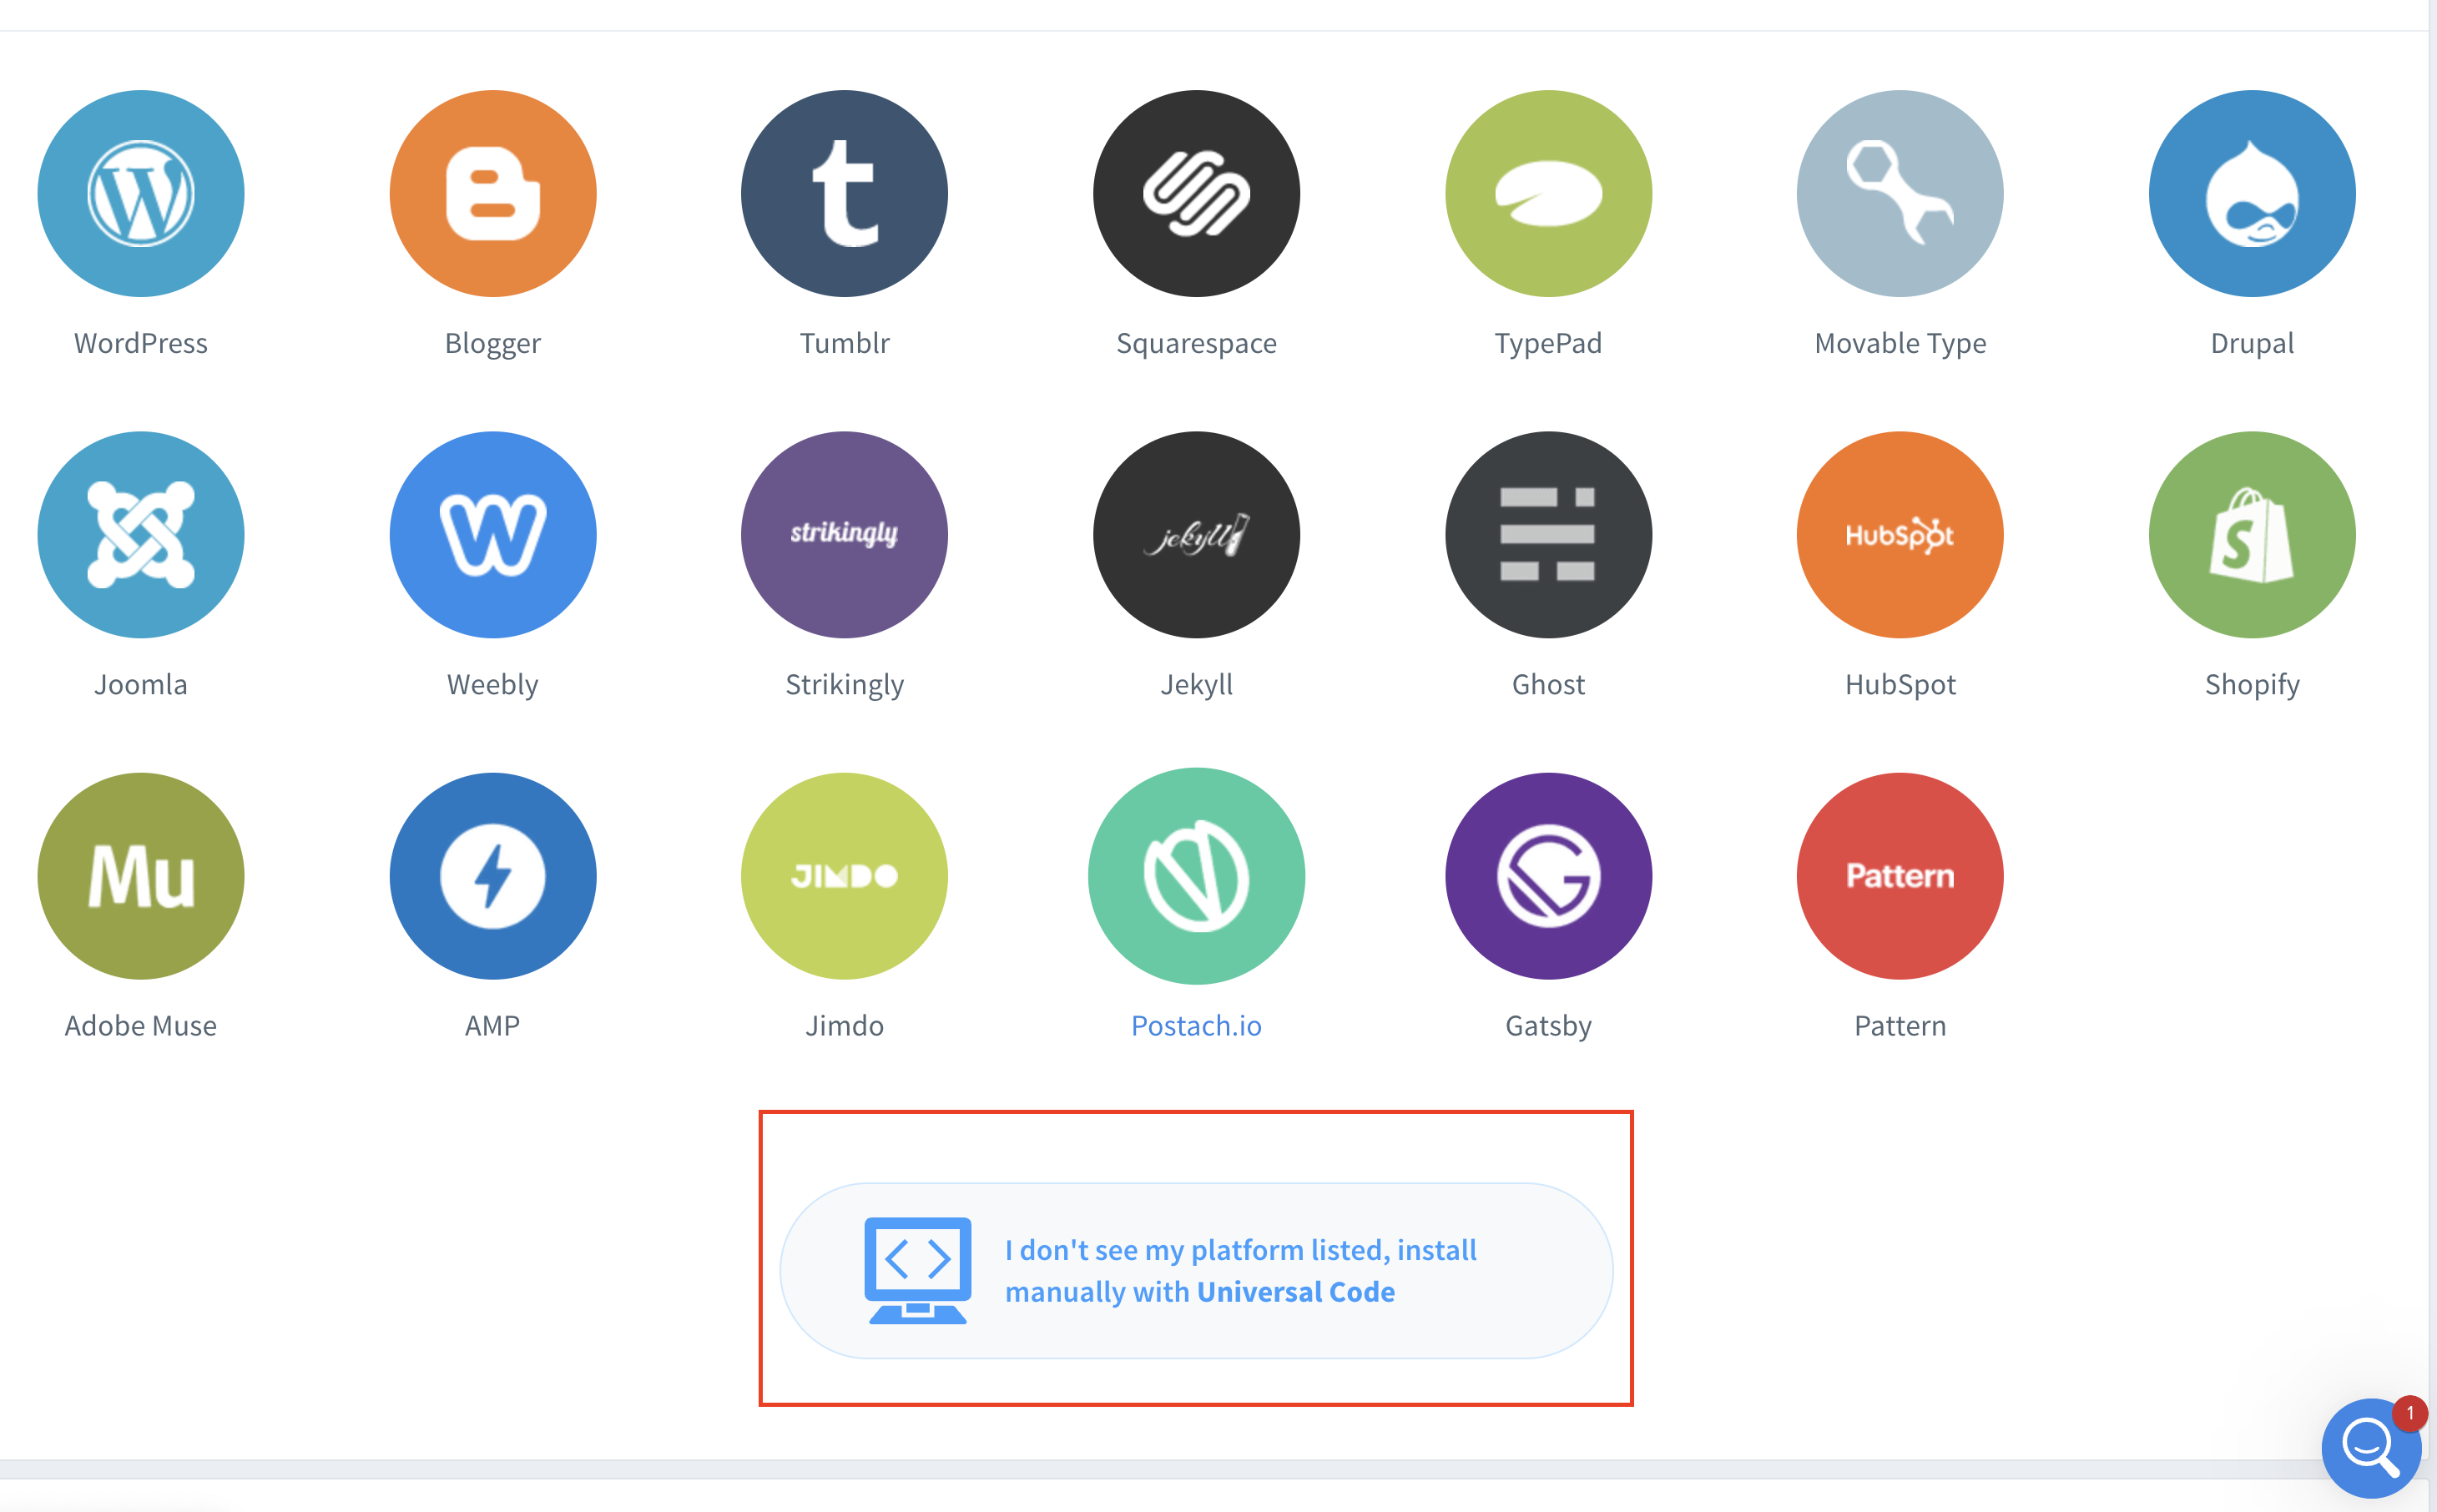 WordPress
Blogger
Tumblr
Squarespace
TypePad
Movable Type
Drupal
strikingly
jekyll
HubSpot
Joomla
Weebly
Strikingly
Jekyll
Ghost
HubSpot
Shopify
Mu
JIMDO
Pattern
Adobe Muse
AMP
Jimdo
Postach.io
Gatsby
Pattern
I don't see my platform listed, install
manually with Universal Code
1